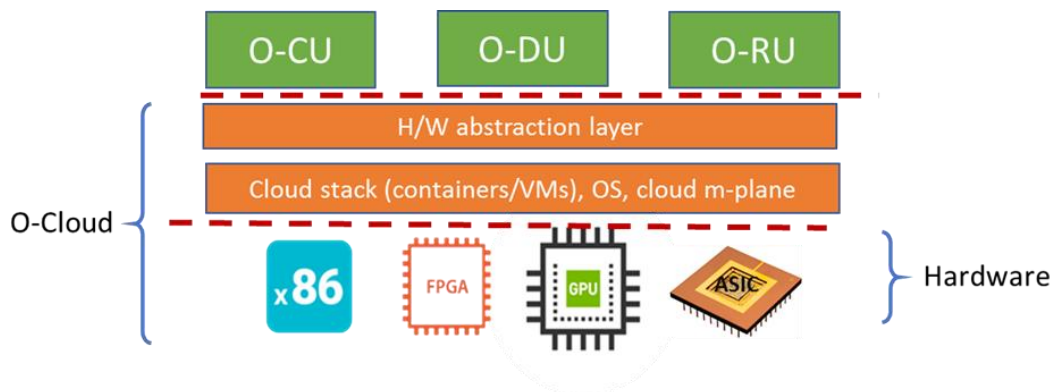 O-CU
O-DU
O-RU
H/W abstraction layer
Cloud stack (containers/VMs), OS, cloud m-plane
O-Cloud
x86
FPGA
GPU
ASIC
Hardware